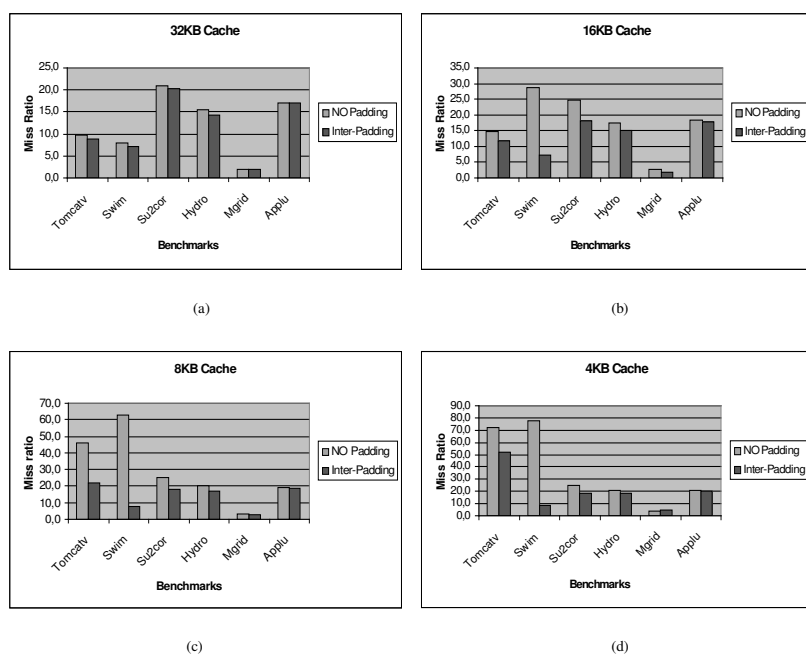 32KB Cache
25,0
20,0
15,0
10,0
5,0
0,0
Miss Ratio
Tomcatv
Swim
Su2cor
Hydro
Mgrid
Applu
Benchmarks
NO Padding
Inter-Padding
(a)
16KB Cache
35,0
30,0
25,0
20,0
15,0
10,0
5,0
0,0
Miss Ratio
Tomcatv
Swim
Su2cor
Hydro
Mgrid
Applu
Benchmarks
NO Padding
Inter-Padding
(b)
8KB Cache
70,0
60,0
50,0
40,0
30,0
20,0
10,0
0,0
Miss ratio
Tomcatv
Swim
Su2cor
Hydro
Mgrid
Applu
Benchmarks
NO Padding
Inter-Padding
(c)
4KB Cache
90,0
80,0
70,0
60,0
50,0
40,0
30,0
20,0
10,0
0,0
Miss Ratio
Tomcatv
Swim
Su2cor
Hydro
Mgrid
Applu
Benchmarks
NO Padding
Inter-Padding
(d)